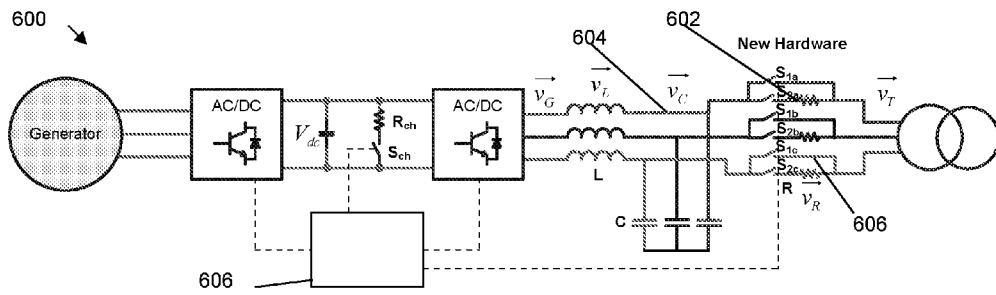 600
602
604
New Hardware
S1a
S2a
S1b
S2b
S1c
S2c
R
vG
vL
vC
vT
vR
AC/DC
AC/DC
Generator
Vdc
Rch
Sch
L
C
606
606